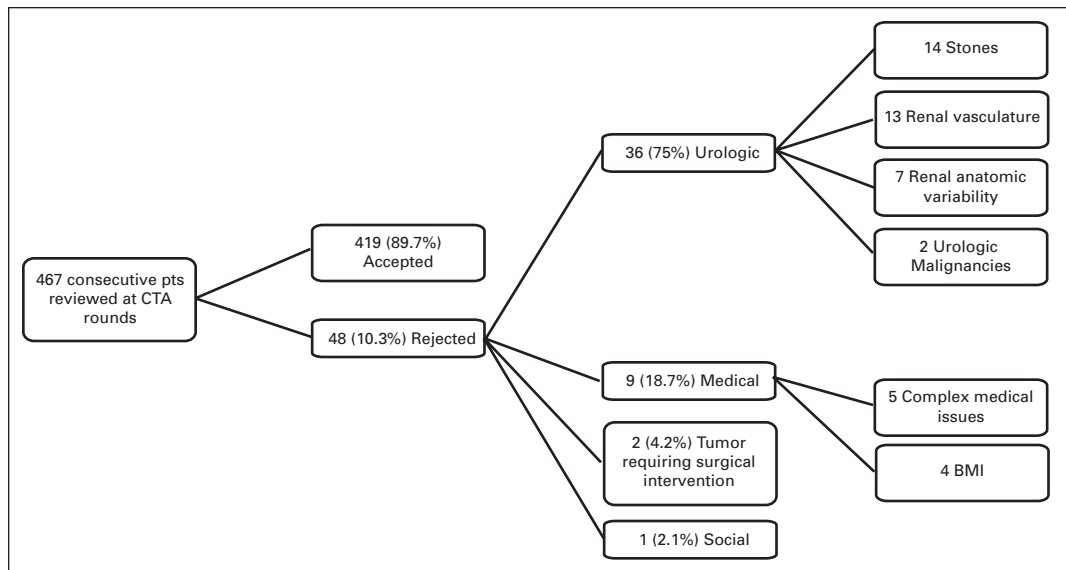 467 consecutive pts
reviewed at CTA
rounds
419 (89.7%)
Accepted
48 (10.3%) Rejected
36 (75%) Urologic
14 Stones
13 Renal vasculature
7 Renal anatomic
variability
2 Urologic
Malignancies
9 (18.7%) Medical
5 Complex medical
issues
4 BMI
2 (4.2%) Tumor
requiring surgical
intervention
1 (2.1%) Social